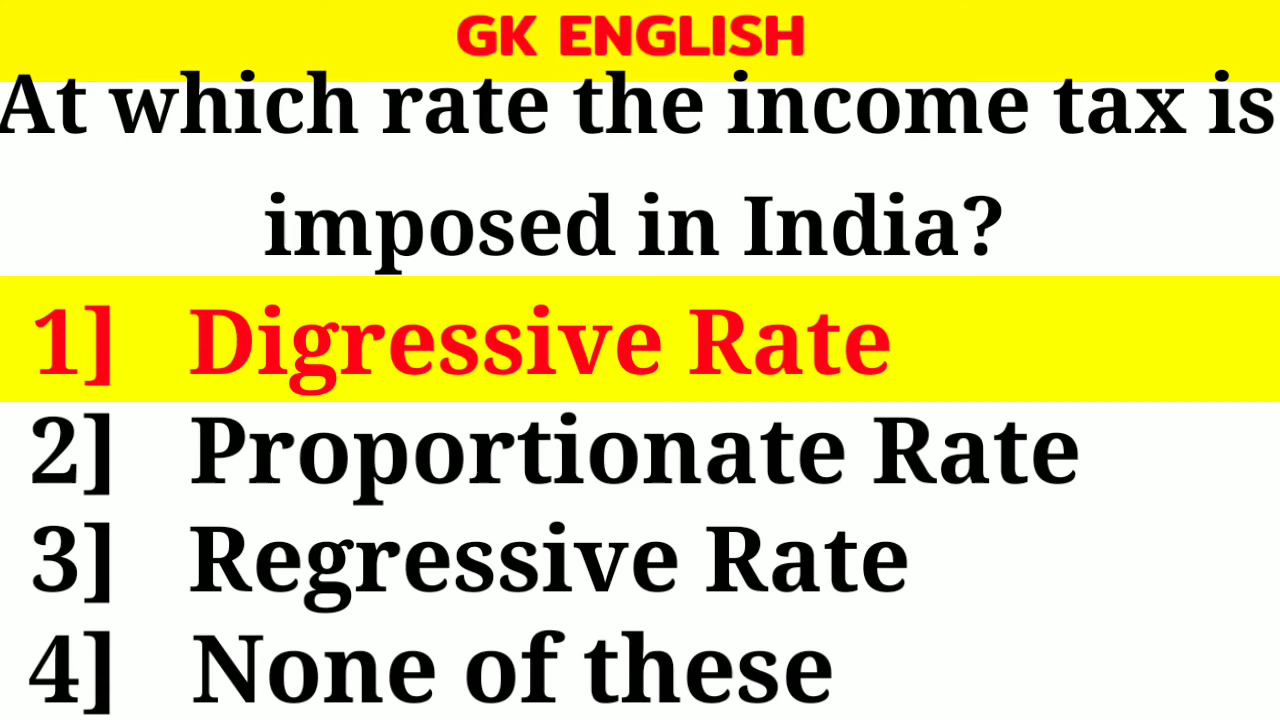 GK ENGLISH
At which rate the income tax is
imposed in India?
1] Digressive Rate
2] Proportionate Rate
3] Regressive Rate
4] None of these